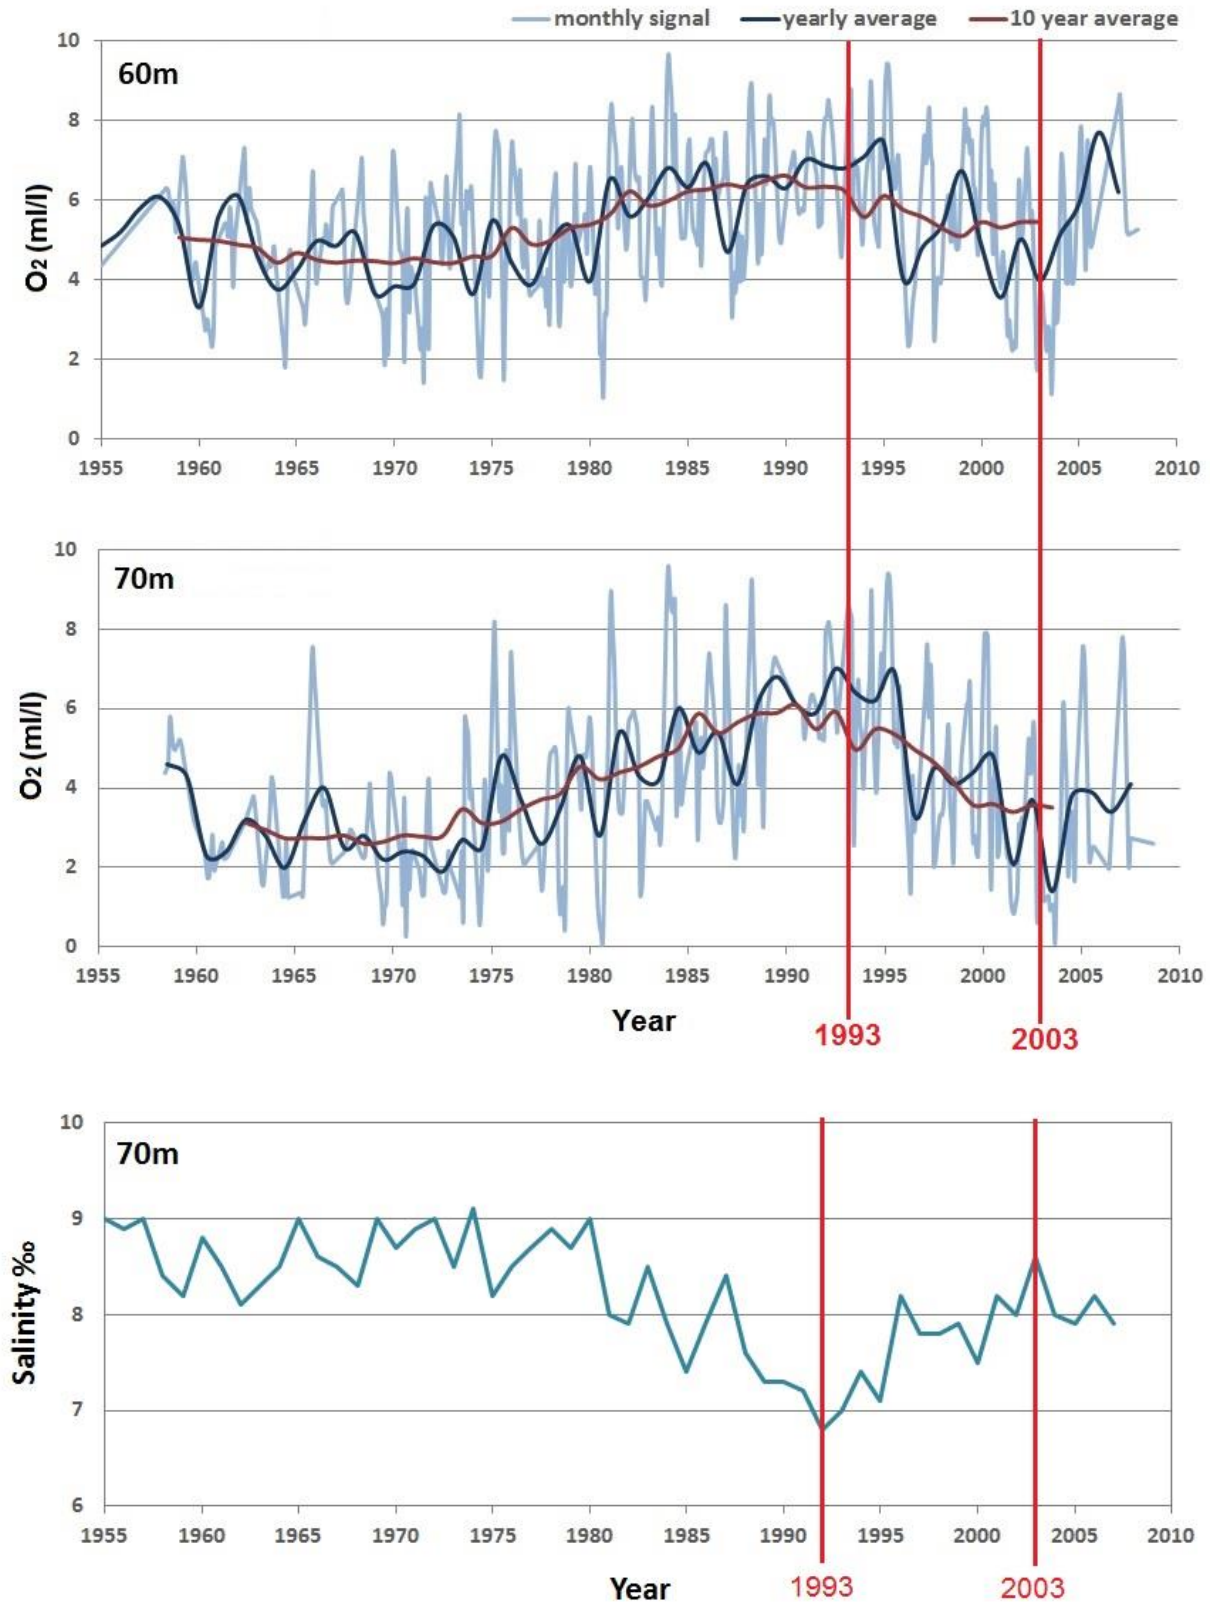 monthly signal yearly average 10 year average
10
60m
8
6
O₂ (ml/l)
4
2
0
1955 1960 1965 1970 1975 1980 1985 1990 1995 2000 2005 2010
10
70m
8
6
O₂ (ml/l)
4
2
0
1955 1960 1965 1970 1975 1980 1985 1990 1995 2000 2005 2010
Year
1993 2003
10
70m
9
8
Salinity ‰
7
6
1955 1960 1965 1970 1975 1980 1985 1990 1995 2000 2005 2010
Year 1993 2003